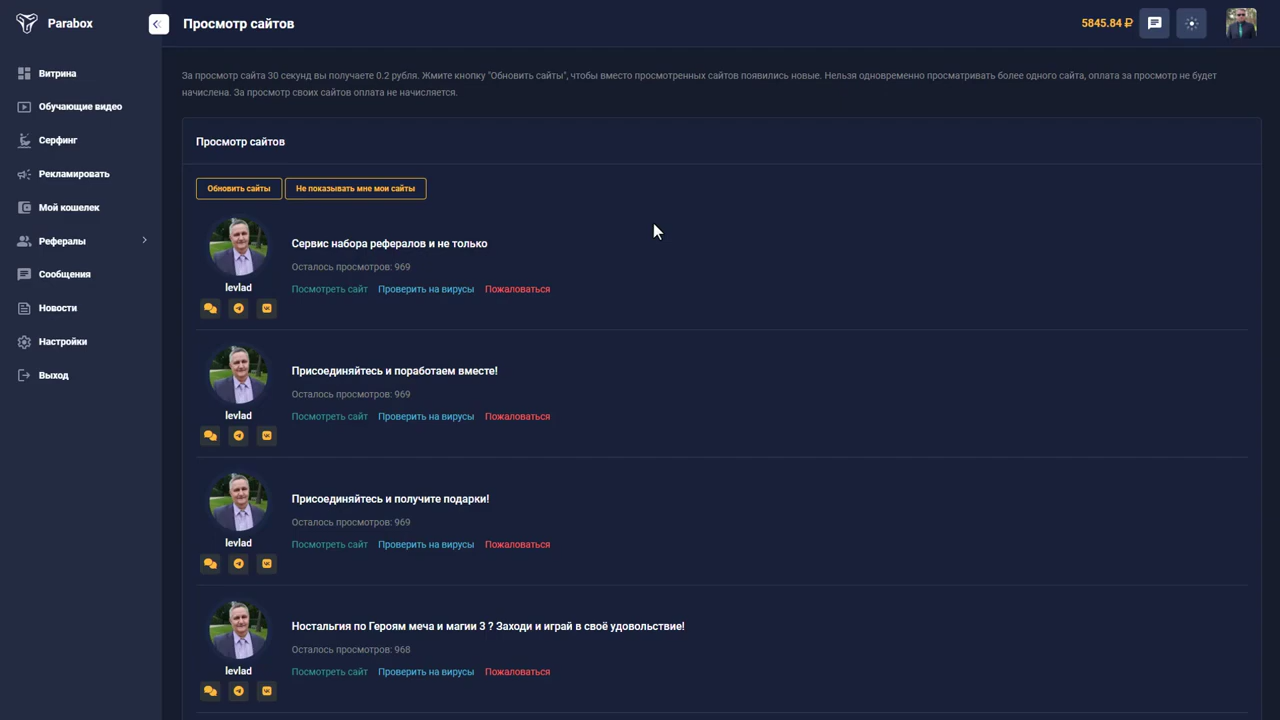 Parabox
Просмотр сайтов
5845.84 ₽
Витрина
Обучающие видео
Серфинг
Рекламировать
Мой кошелек
Рефералы
Сообщения
Новости
Настройки
Выход
За просмотр сайта 30 секунд вы получаете 0.2 рубля. Жмите кнопку "Обновить сайты", чтобы вместо просмотренных сайтов появились новые. Нельзя одновременно просматривать более одного сайта, оплата за просмотр не будет
начислена. За просмотр своих сайтов оплата не начисляется.
Просмотр сайтов
Обновить сайты Не показывать мне мои сайты
Сервис набора рефералов и не только
Осталось просмотров: 969
Посмотреть сайт Проверить на вирусы Пожаловаться
levlad
Присоединяйтесь и поработаем вместе!
Осталось просмотров: 969
Посмотреть сайт Проверить на вирусы Пожаловаться
levlad
Присоединяйтесь и получите подарки!
Осталось просмотров: 969
Посмотреть сайт Проверить на вирусы Пожаловаться
levlad
Ностальгия по Героям меча и магии 3 ? Заходи и играй в своё удовольствие!
Осталось просмотров: 968
Посмотреть сайт Проверить на вирусы Пожаловаться
levlad